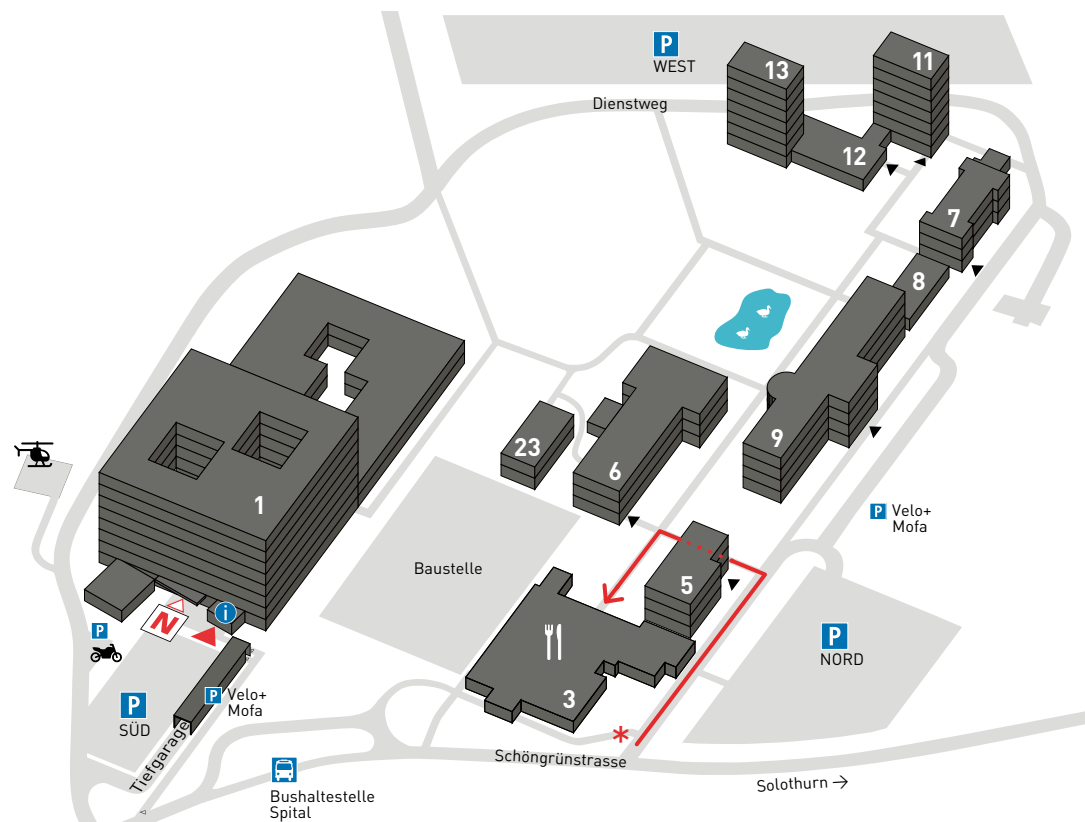 P
WEST
13
11
Dienstweg
12
7
8
23
6
9
1
P Velo+
Mofa
Baustelle
5
i
N
P
P
NORD
3
P Velo+
Mofa
P
SÜD
Tiefgarage
*
Schöngrünstrasse
Solothurn →
Bushaltestelle
Spital